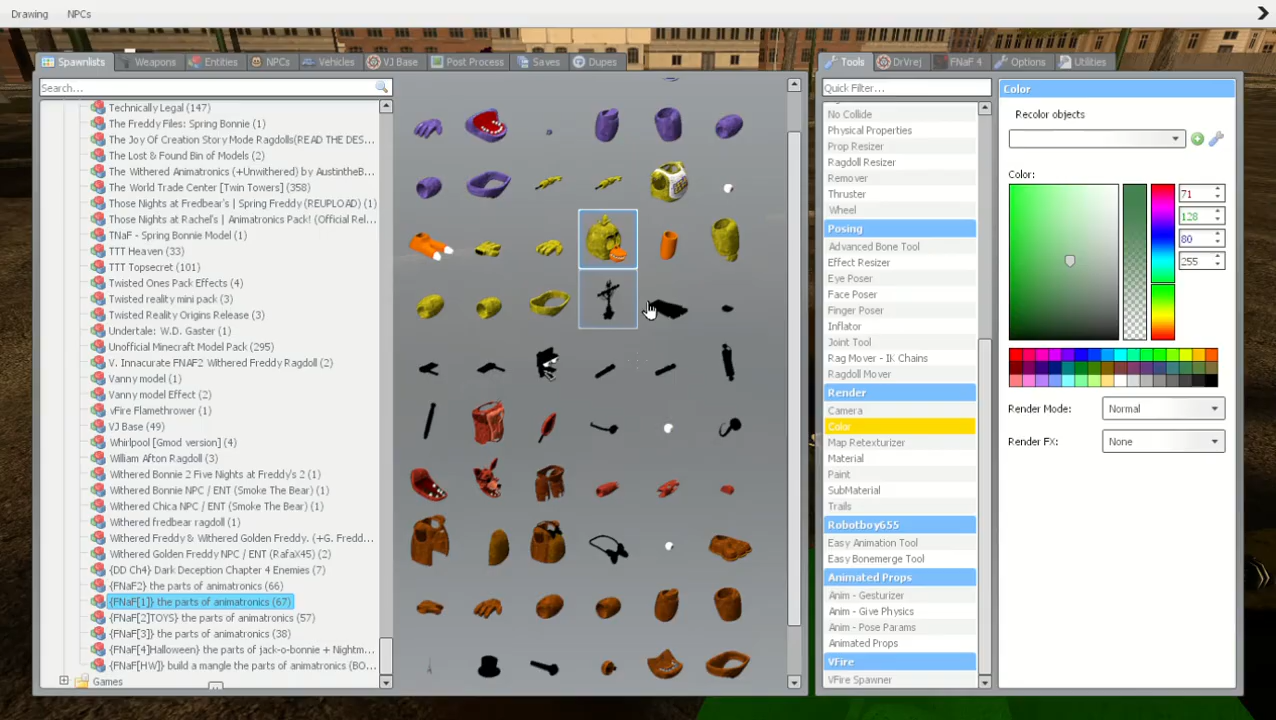 Drawing NPCs
Spawnlists Weapons Entities NPCs Vehicles VJ Base Post Process Saves Dupes
Search...
Technically Legal (147)
The Freddy Files: Spring Bonnie (1)
The Joy Of Creation Story Mode Ragdolls(READ THE DES...
The Lost & Found Bin of Models (2)
The Withered Animatronics (+Unwithered) by AustintheB...
The World Trade Center [Twin Towers] (358)
Those Nights at Fredbear's | Spring Freddy (REUPLOAD) (1)
Those Nights at Rachel's | Animatronics Pack! (Official Rel...
TNaF - Spring Bonnie Model (1)
TTT Heaven (33)
TTT Topsecret (101)
Twisted Ones Pack Effects (4)
Twisted reality mini pack (3)
Twisted Reality Origins Release (3)
Undertale: W.D. Gaster (1)
Unofficial Minecraft Model Pack (295)
V. Innacurate FNAF2 Withered Freddy Ragdoll (2)
Vanny model (1)
Vanny model Effect (2)
vFire Flamethrower (1)
VJ Base (49)
Whirlpool [Gmod version] (4)
William Afton Ragdoll (3)
Withered Bonnie 2 Five Nights at Freddy's 2 (1)
Withered Bonnie NPC / ENT (Smoke The Bear) (1)
Withered Chica NPC / ENT (Smoke The Bear) (1)
Withered fredbear ragdoll (1)
Withered Freddy & Withered Golden Freddy. (+G. Fredd...
Withered Golden Freddy NPC / ENT (RafaX45) (2)
{DD Ch4} Dark Deception Chapter 4 Enemies (7)
{FNaF2} the parts of animatronics (66)
{FNaF[1]} the parts of animatronics (67)
{FNaF[2]TOYS} the parts of animatronics (57)
{FNaF[3]} the parts of animatronics (38)
{FNaF[4]Halloween} the parts of jack-o-bonnie + Nightm...
{FNaF[HW]} build a mangle the parts of animatronics (BO...
Games
Tools DrVrej FNAF 4 Options Utilities
Quick Filter...
No Collide
Physical Properties
Prop Resizer
Ragdoll Resizer
Remover
Thruster
Wheel
Posing
Advanced Bone Tool
Effect Resizer
Eye Poser
Face Poser
Finger Poser
Inflator
Joint Tool
Rag Mover - IK Chains
Ragdoll Mover
Render
Camera
Color
Map Retexturizer
Material
Paint
SubMaterial
Trails
Robotboy655
Easy Animation Tool
Easy Bonemerge Tool
Animated Props
Anim - Gesturizer
Anim - Give Physics
Anim - Pose Params
Animated Props
VFire
VFire Spawner
Color
Recolor objects
Color:
71
128
80
255
Render Mode: Normal
Render FX: None